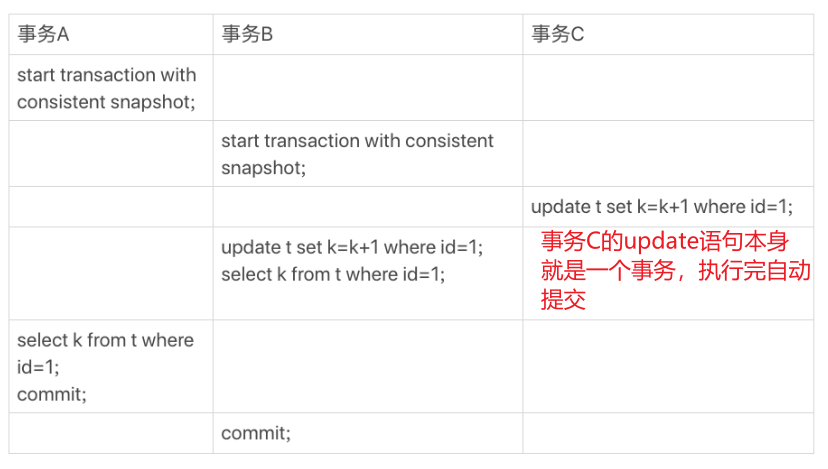 事务A
事务B
事务C
start transaction with
consistent snapshot;
start transaction with consistent
snapshot;
update t set k=k+1 where id=1;
update t set k=k+1 where id=1;
select k from t where id=1;
事务C的update语句本身
就是一个事务，执行完自动
提交
select k from t where
id=1;
commit;
commit;